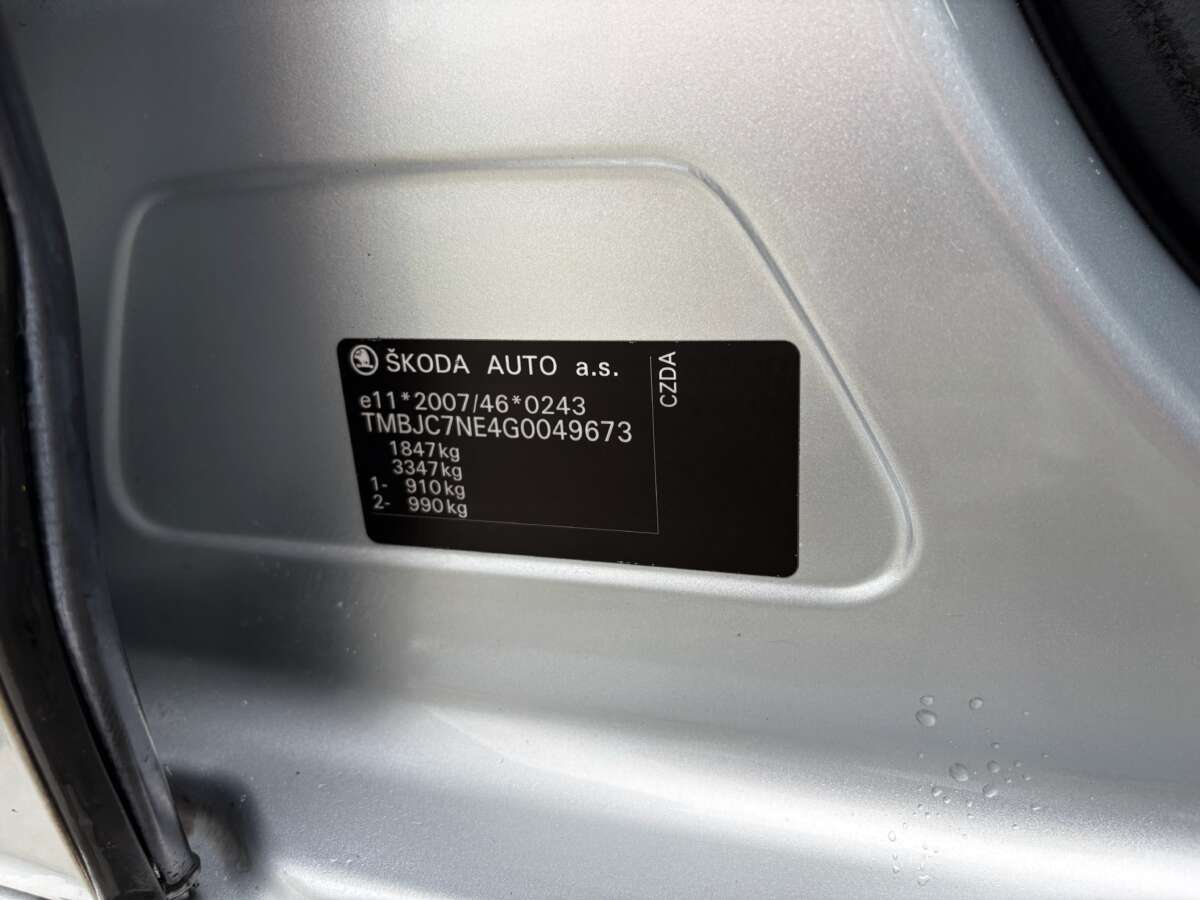 ŠKODA AUTO a.s.
e11*2007/46*0243
TMBJC7NE4G0049673
1847kg
3347kg
1- 910kg
2- 990kg
CZDA